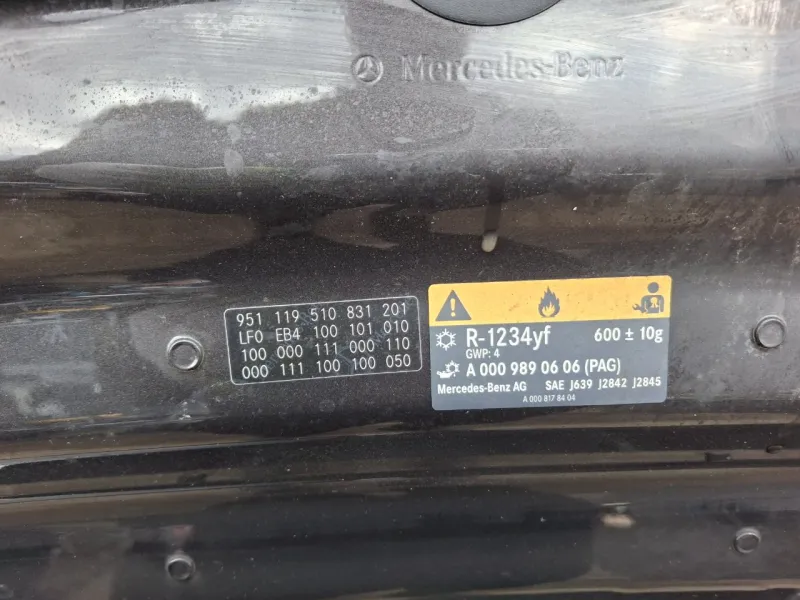 Mercedes-Benz
951 119 510 831 201
LF0 EB4 100 101 010
100 000 111 000 110
000 111 100 100 050
R-1234yf 600 ± 10g
GWP: 4
A 000 989 06 06 (PAG)
Mercedes-Benz AG SAE J639 J2842 J2845
A 000 817 64 04